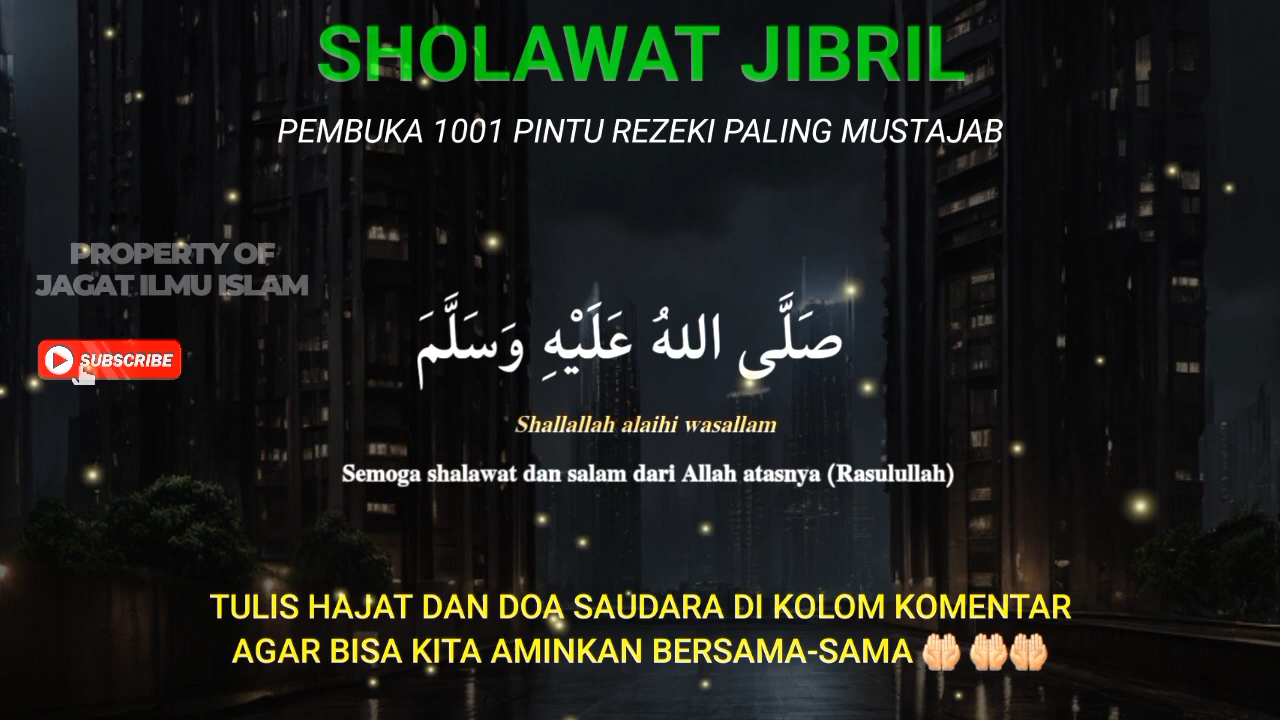 SHOLAWAT JIBRIL
PEMBUKA 1001 PINTU REZEKI PALING MUSTAJAB
PROPERTY OF
JAGAT ILMU ISLAM
SUBSCRIBE
صَلَّى اللهُ عَلَيْهِ وَسَلَّمَ
Shallallah alaihi wasallam
Semoga shalawat dan salam dari Allah atasnya (Rasulullah)
TULIS HAJAT DAN DOA SAUDARA DI KOLOM KOMENTAR
AGAR BISA KITA AMINKAN BERSAMA-SAMA 🤲🏻 🤲🏻🤲🏻